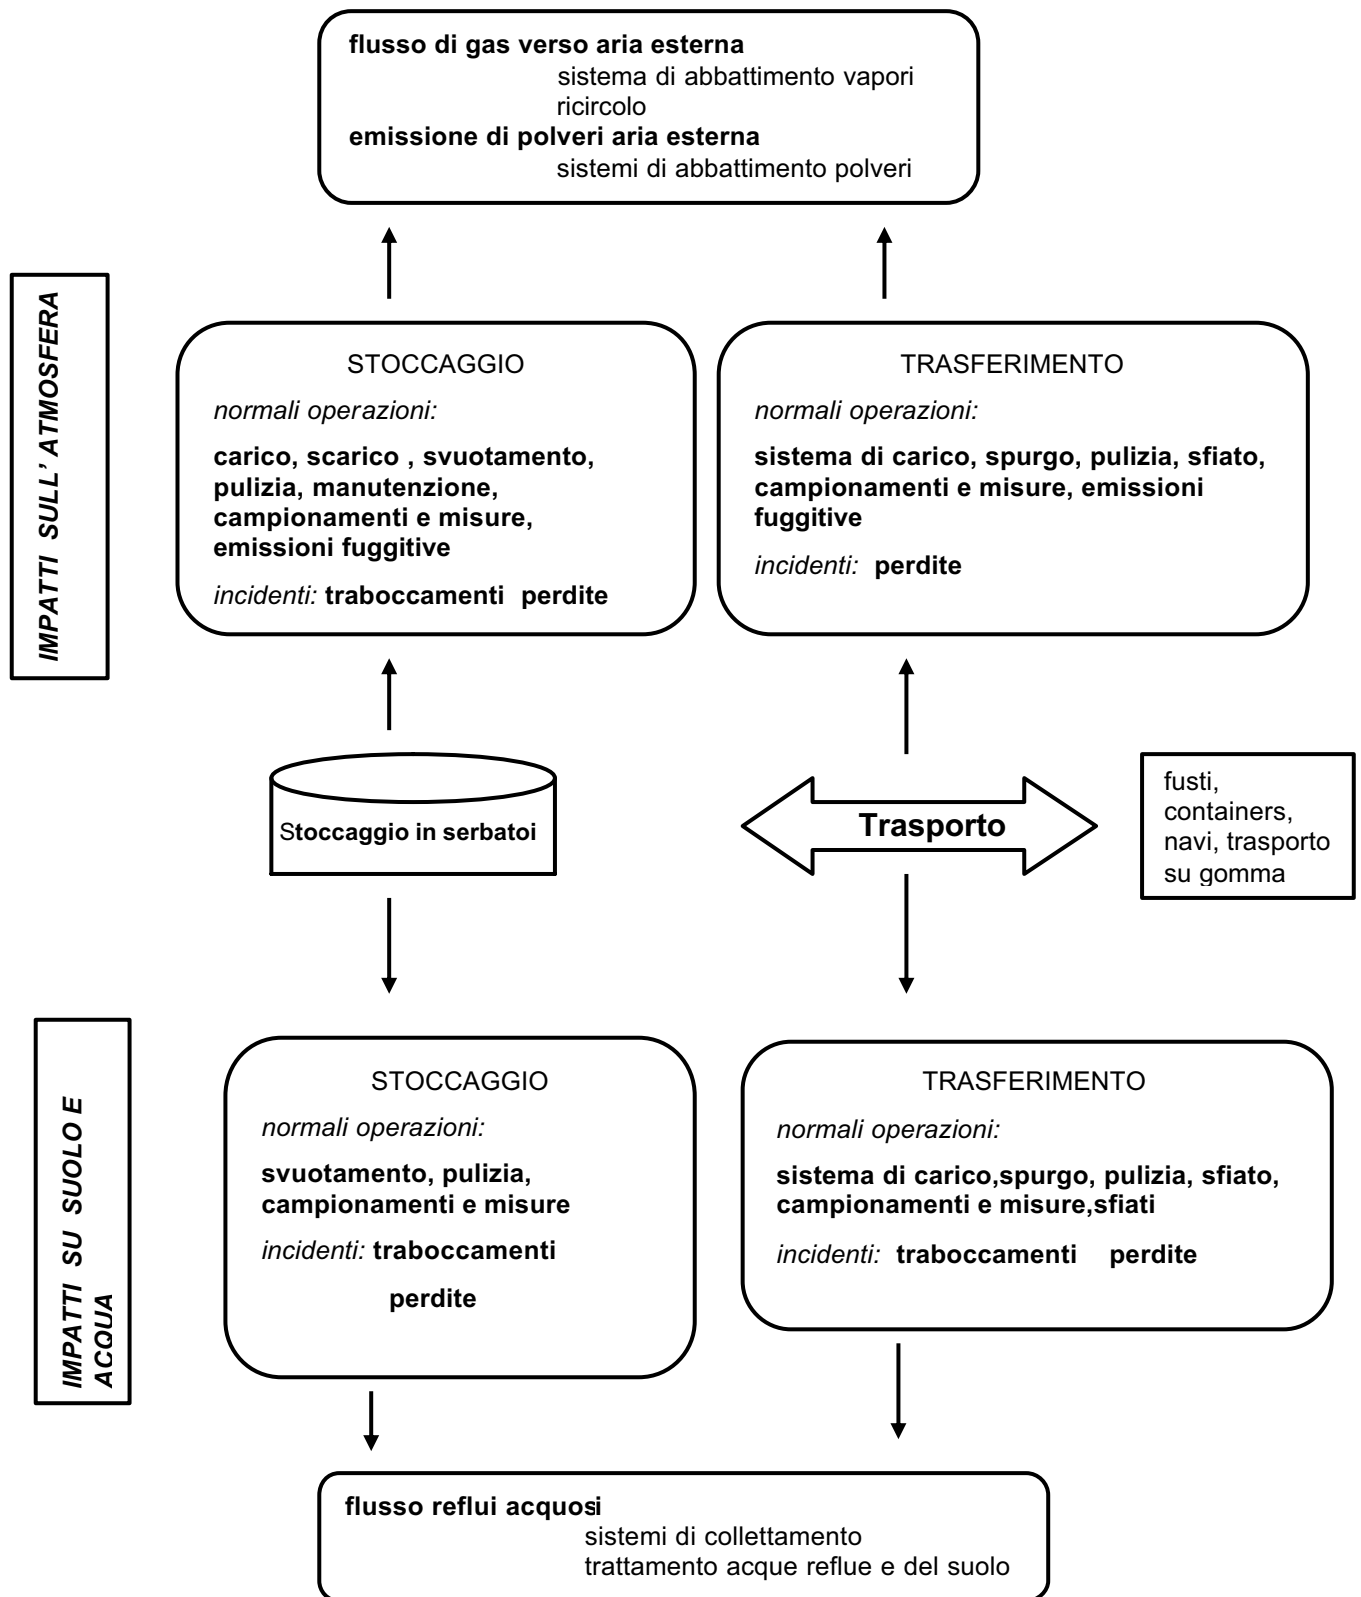 flusso di gas verso aria esterna
sistema di abbattimento vapori
ricircolo
emissione di polveri aria esterna
sistemi di abbattimento polveri
IMPATTI SULL' ATMOSFERA
STOCCAGGIO
normali operazioni:
carico, scarico , svuotamento,
pulizia, manutenzione,
campionamenti e misure,
emissioni fuggitive
incidenti: traboccamenti perdite
TRASFERIMENTO
normali operazioni:
sistema di carico, spurgo, pulizia, sfiato,
campionamenti e misure, emissioni
fuggitive
incidenti: perdite
Stoccaggio in serbatoi
Trasporto
fusti,
containers,
navi, trasporto
su gomma
IMPATTI SU SUOLO E
ACQUA
STOCCAGGIO
normali operazioni:
svuotamento, pulizia,
campionamenti e misure
incidenti: traboccamenti
perdite
TRASFERIMENTO
normali operazioni:
sistema di carico,spurgo, pulizia, sfiato,
campionamenti e misure,sfiati
incidenti: traboccamenti perdite
flusso reflui acquosi
sistemi di collettamento
trattamento acque reflue e del suolo